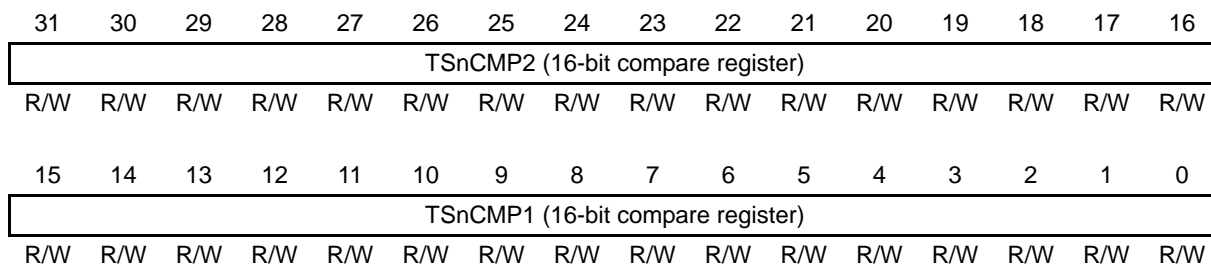 31 30 29 28 27 26 25 24 23 22 21 20 19 18 17 16
TSnCMP2 (16-bit compare register)
R/W R/W R/W R/W R/W R/W R/W R/W R/W R/W R/W R/W R/W R/W R/W R/W
15 14 13 12 11 10 9 8 7 6 5 4 3 2 1 0
TSnCMP1 (16-bit compare register)
R/W R/W R/W R/W R/W R/W R/W R/W R/W R/W R/W R/W R/W R/W R/W R/W